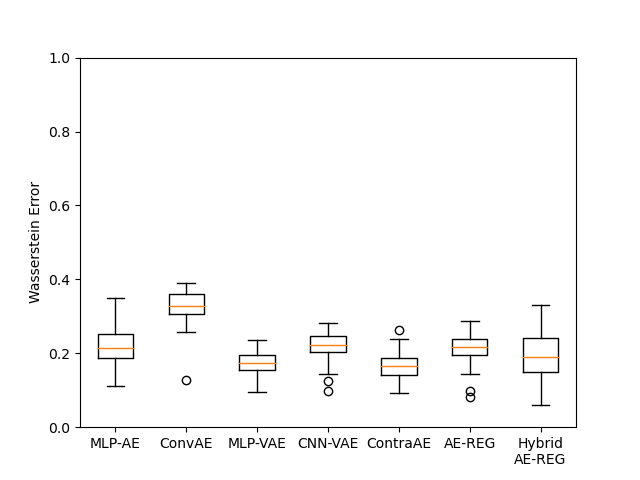 1.0
0.8
0.6
0.4
0.2
0.0
Wasserstein Error
MLP-AE ConvAE MLP-VAE CNN-VAE ContraAE AE-REG Hybrid
AE-REG